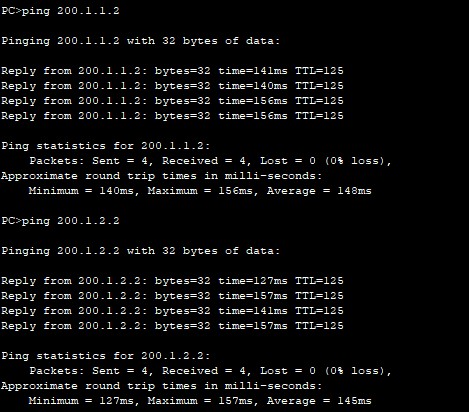 PC>ping 200.1.1.2
Pinging 200.1.1.2 with 32 bytes of data:
Reply from 200.1.1.2: bytes=32 time=141ms TTL=125
Reply from 200.1.1.2: bytes=32 time=140ms TTL=125
Reply from 200.1.1.2: bytes=32 time=156ms TTL=125
Reply from 200.1.1.2: bytes=32 time=156ms TTL=125
Ping statistics for 200.1.1.2:
    Packets: Sent = 4, Received = 4, Lost = 0 (0% loss),
Approximate round trip times in milli-seconds:
    Minimum = 140ms, Maximum = 156ms, Average = 148ms
PC>ping 200.1.2.2
Pinging 200.1.2.2 with 32 bytes of data:
Reply from 200.1.2.2: bytes=32 time=127ms TTL=125
Reply from 200.1.2.2: bytes=32 time=157ms TTL=125
Reply from 200.1.2.2: bytes=32 time=141ms TTL=125
Reply from 200.1.2.2: bytes=32 time=157ms TTL=125
Ping statistics for 200.1.2.2:
    Packets: Sent = 4, Received = 4, Lost = 0 (0% loss),
Approximate round trip times in milli-seconds:
    Minimum = 127ms, Maximum = 157ms, Average = 145ms